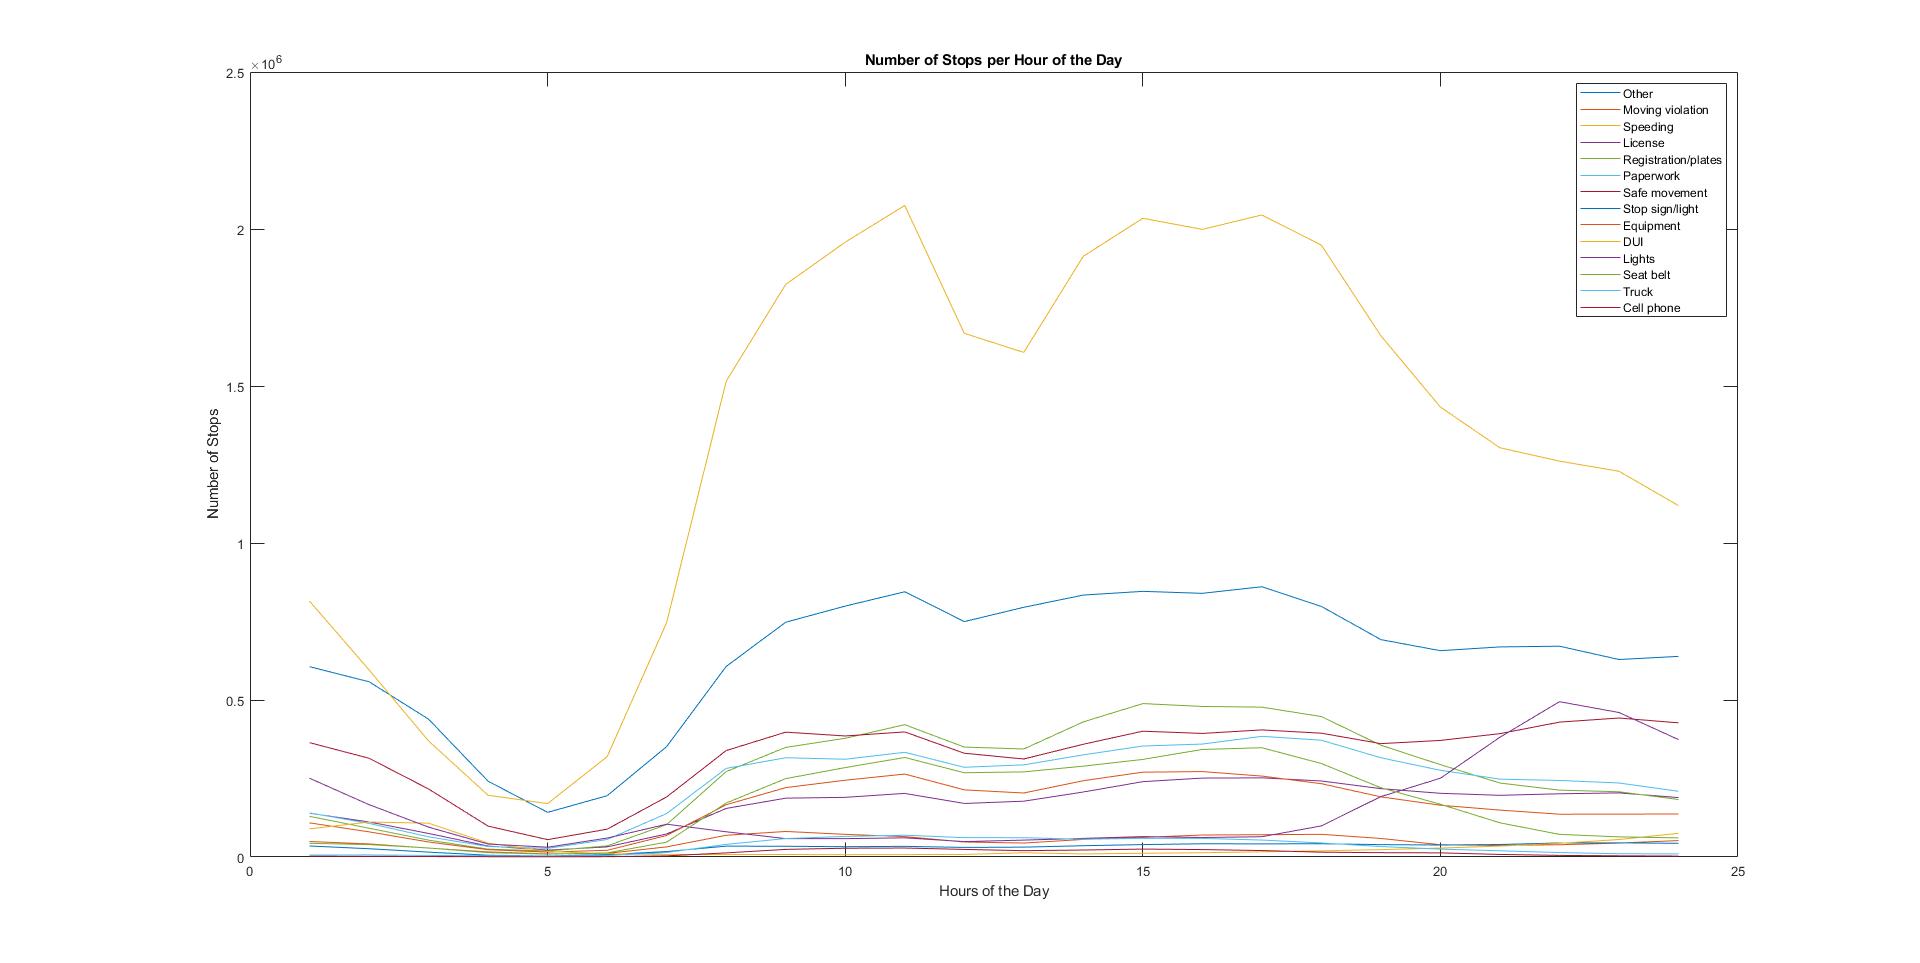 Number of Stops per Hour of the Day
×10^6
2.5
2
1.5
1
0.5
0
Number of Stops
0 5 10 15 20 25
Hours of the Day
Other
Moving violation
Speeding
License
Registration/plates
Paperwork
Safe movement
Stop sign/light
Equipment
DUI
Lights
Seat belt
Truck
Cell phone